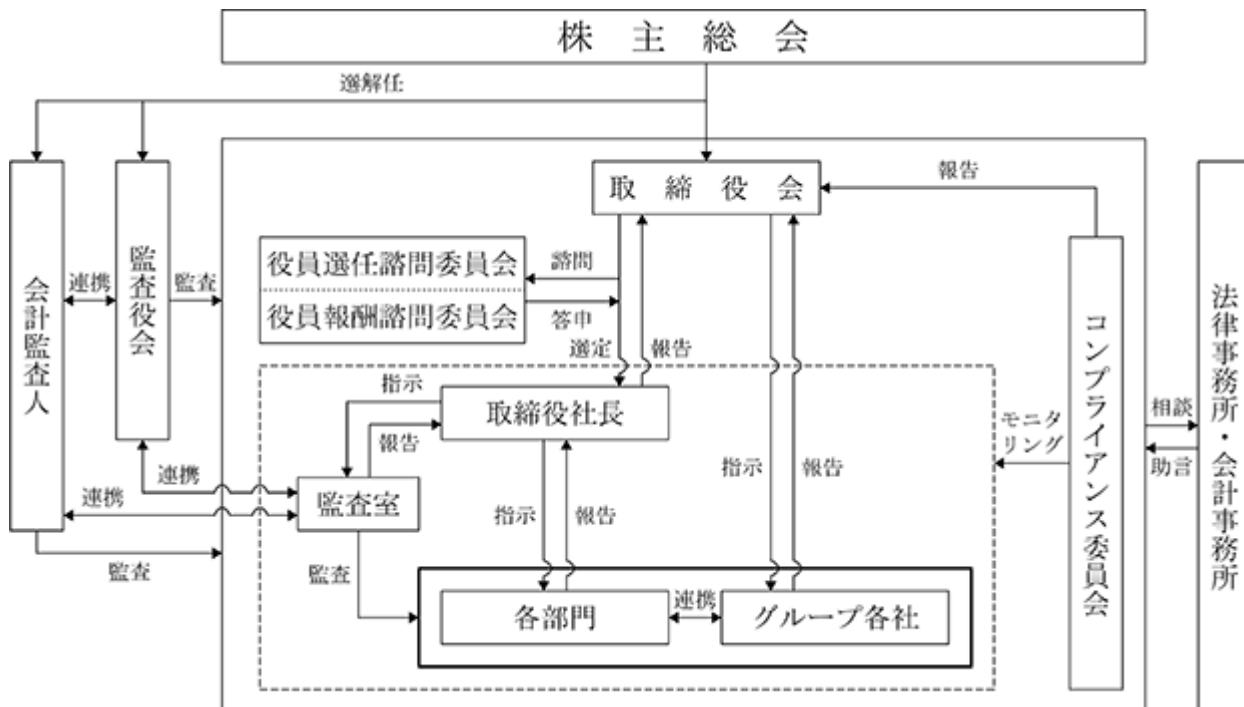 株主総会
選解任
取締役会
報告
役員選任諮問委員会
諮問
役員報酬諮問委員会
答申
選定
報告
会計監査人
連携
監査役会
監査
指示
取締役社長
報告
監査室
連携
連携
監査
指示
報告
指示
報告
監査
各部門
連携
グループ各社
モニタ
リング
コンプライアンス委員会
相談
助言
法律事務所・会計事務所